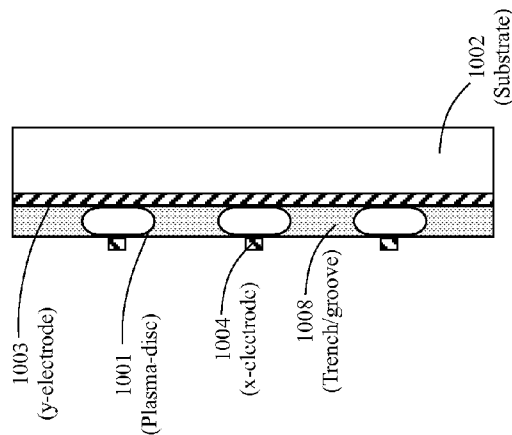 1003
(y-electrode)
1001
(Plasma-disc)
1004
(x-electrode)
1008
(Trench/groove)
1002
(Substrate)